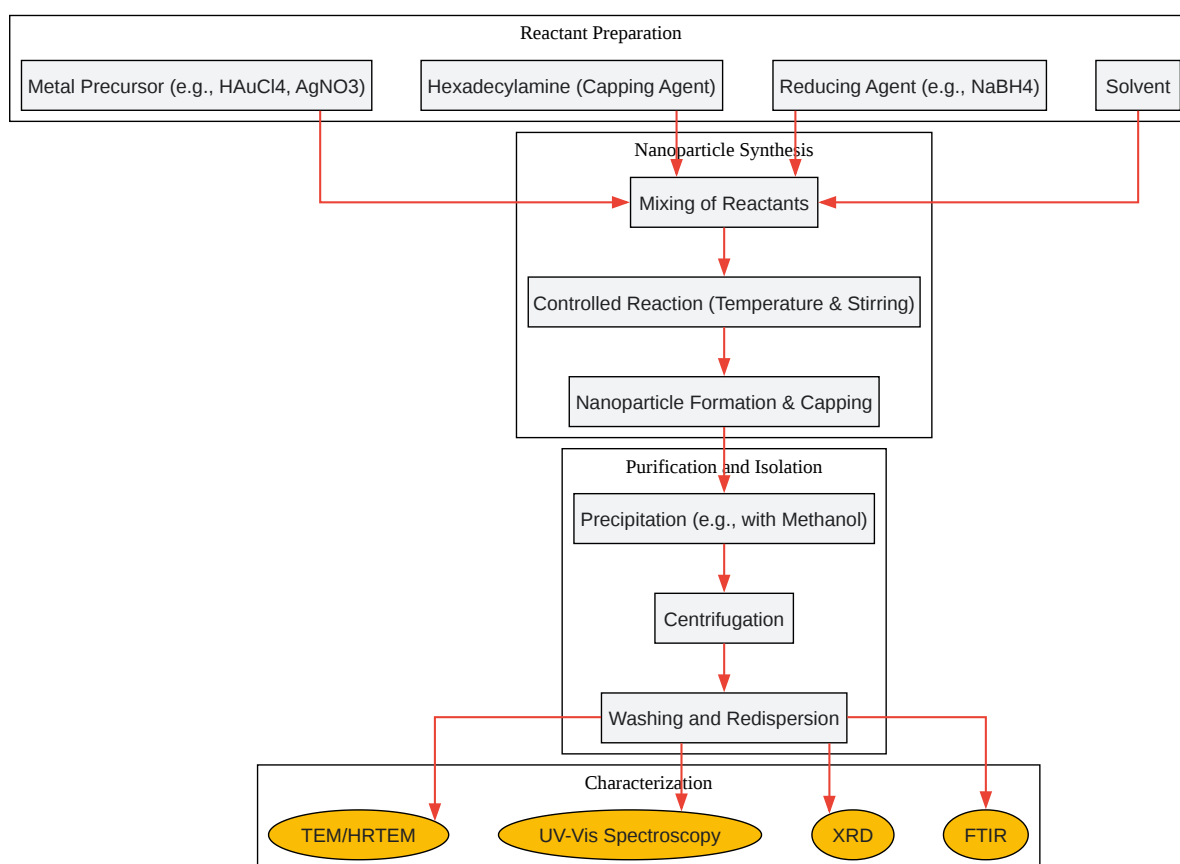 Reactant Preparation
Metal Precursor (e.g., HAuCl4, AgNO3)
Hexadecylamine (Capping Agent)
Reducing Agent (e.g., NaBH4)
Solvent
Nanoparticle Synthesis
Mixing of Reactants
Controlled Reaction (Temperature & Stirring)
Nanoparticle Formation & Capping
Purification and Isolation
Precipitation (e.g., with Methanol)
Centrifugation
Washing and Redispersion
Characterization
TEM/HRTEM
UV-Vis Spectroscopy
XRD
FTIR